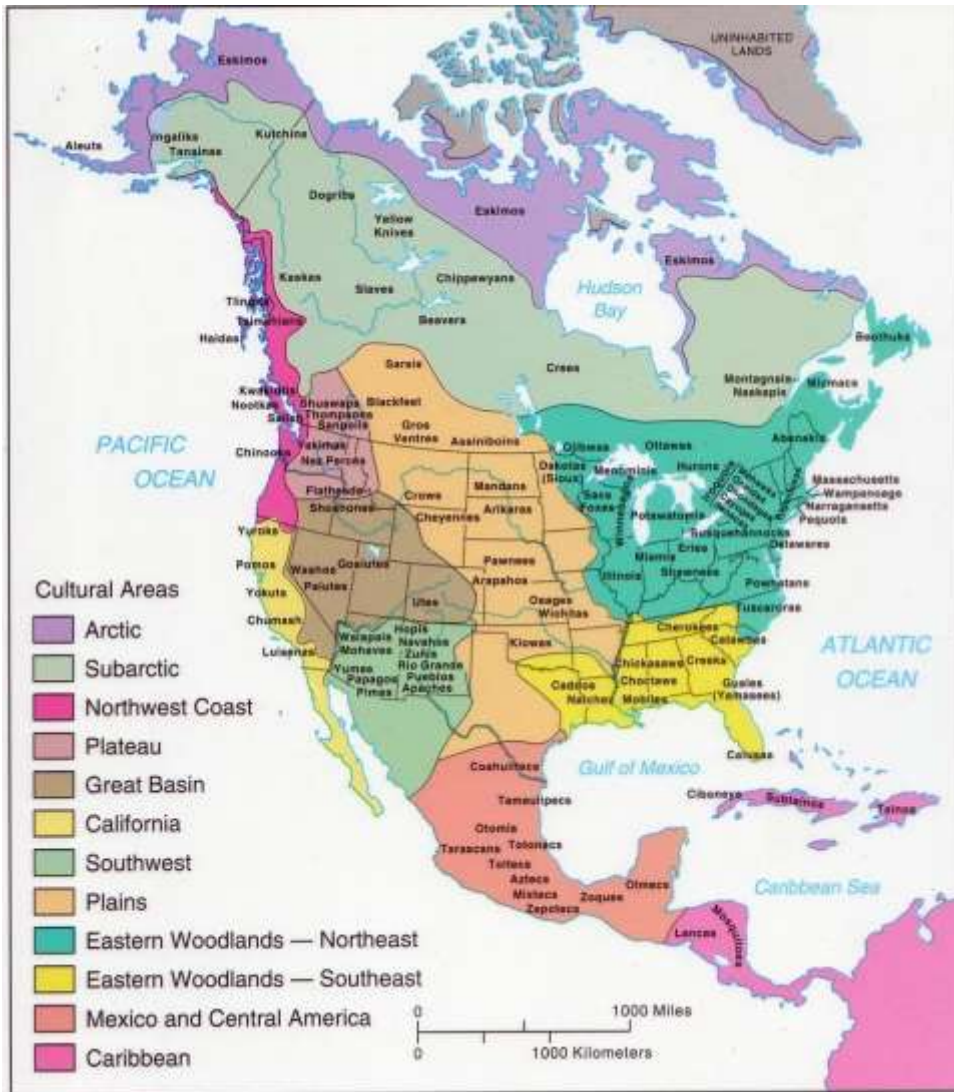 UNINHABITED
LANDS
Eskimos
Aleuts
Ingaliks
Tanainas
Kutchins
Dogribs
Yellow
Knives
Eskimos
Eskimos
Hudson
Bay
Kaskas
Slaves
Chippewyans
Beavers
Tlingits
Tsimshians
Haidas
Crees
Montagnais-
Naskapis
Beothuks
Micmacs
Sarsis
Blackfeet
Gros
Ventres
Assiniboins
Kwakiutls
Nootkas
Salish
Shuswaps
Thompsons
Sanpoils
PACIFIC
OCEAN
Chinooks
Yakimas
Nez Perces
Flatheads
Shoshones
Crows
Cheyennes
Mandans
Arikaras
Dakotas
(Sioux)
Ojibwas
Menominis
Ottawas
Hurons
Abenakis
Sacs
Foxes
Winnebagos
Potawatomis
Massachusetts
Wampanoags
Narragansetts
Pequots
Susquehannocks
Delawares
Eries
Miamis
Illinois
Shawnees
Powhatans
Tuscaroras
Yuroks
Pomos
Yokuts
Chumash
Luisenos
Washos
Paiutes
Gosiutes
Utes
Pawnees
Arapahos
Osages
Wichitas
Kiowas
Walapais
Mohaves
Yumas
Papagos
Pimas
Hopis
Navahos
Zuñis
Rio Grande
Pueblos
Apaches
Cherokees
Catawbas
Chickasaws
Creeks
Choctaws
Caddos
Natchez
Mobiles
Guales
(Yamasees)
Calusas
ATLANTIC
OCEAN
Coahuiltecs
Tamaulipecs
Gulf of Mexico
Ciboneys
Subtainos
Tainos
Otomis
Tarascans
Totonacs
Toltecs
Aztecs
Mixtecs
Zapotecs
Zoques
Olmecs
Caribbean Sea
Lencas
Mosquitoes
Cultural Areas
Arctic
Subarctic
Northwest Coast
Plateau
Great Basin
California
Southwest
Plains
Eastern Woodlands — Northeast
Eastern Woodlands — Southeast
Mexico and Central America
Caribbean
0 1000 Miles
0 1000 Kilometers